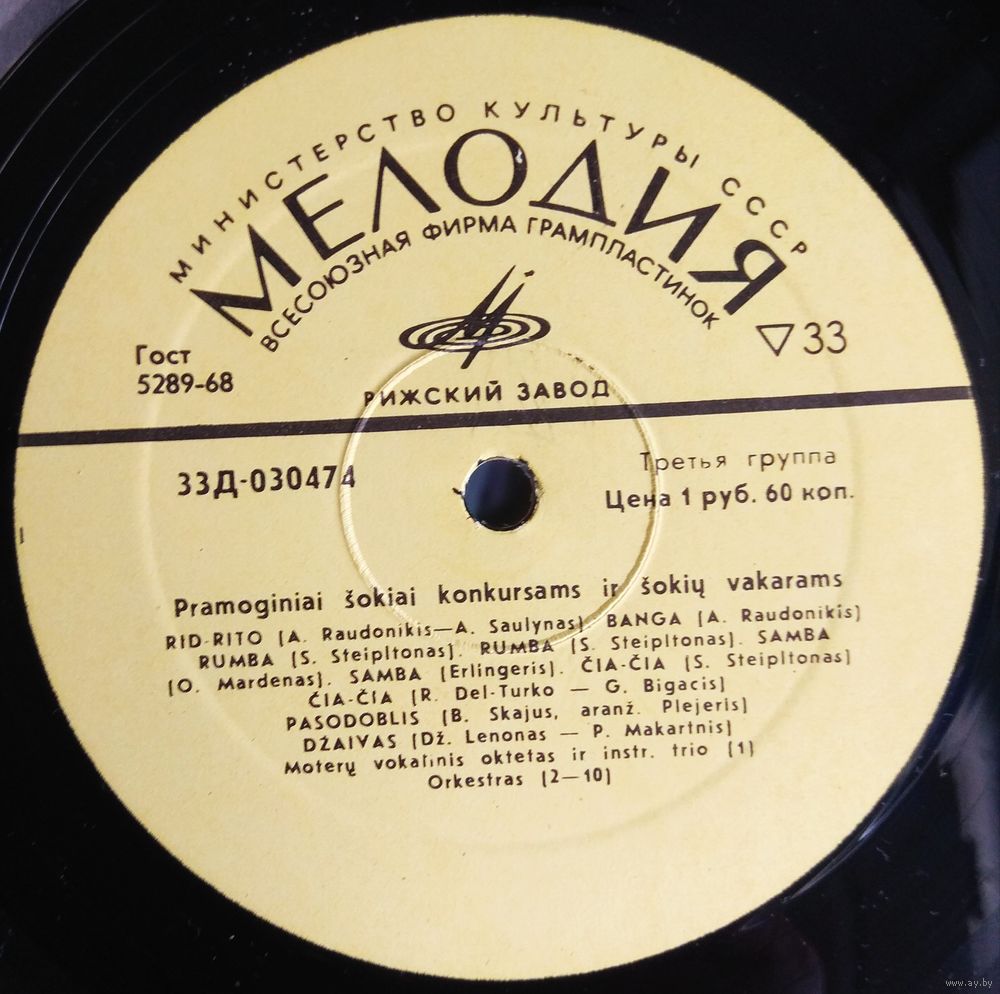 МИНИСТЕРСТВО КУЛЬТУРЫ СССР
МЕЛОДИЯ
ВСЕСОЮЗНАЯ ФИРМА ГРАМПЛАСТИНОК
Гост
5289-68
33
РИЖСКИЙ ЗАВОД
33Д-030474
Третья группа
Цена 1 руб. 60 коп.
Pramoginiai šokiai konkursams ir šokių vakarams
RID-RITO (A. Raudonikis—A. Saulynas). BANGA (A. Raudonikis)
RUMBA (S. Steipltonas). RUMBA (S. Steipltonas). SAMBA
(O. Mardenas). SAMBA (Erlingeris). ČIA-ČIA (S. Steipltonas)
ČIA-ČIA (R. Del-Turko — G. Bigacis)
PASODOBLIS (B. Skajus, aranž. Plejeris)
DŽAIVAS (Dž. Lenonas — P. Makartnis)
Moterų vokalinis oktetas ir instr. trio (1)
Orkestras (2—10)
www.ay.by